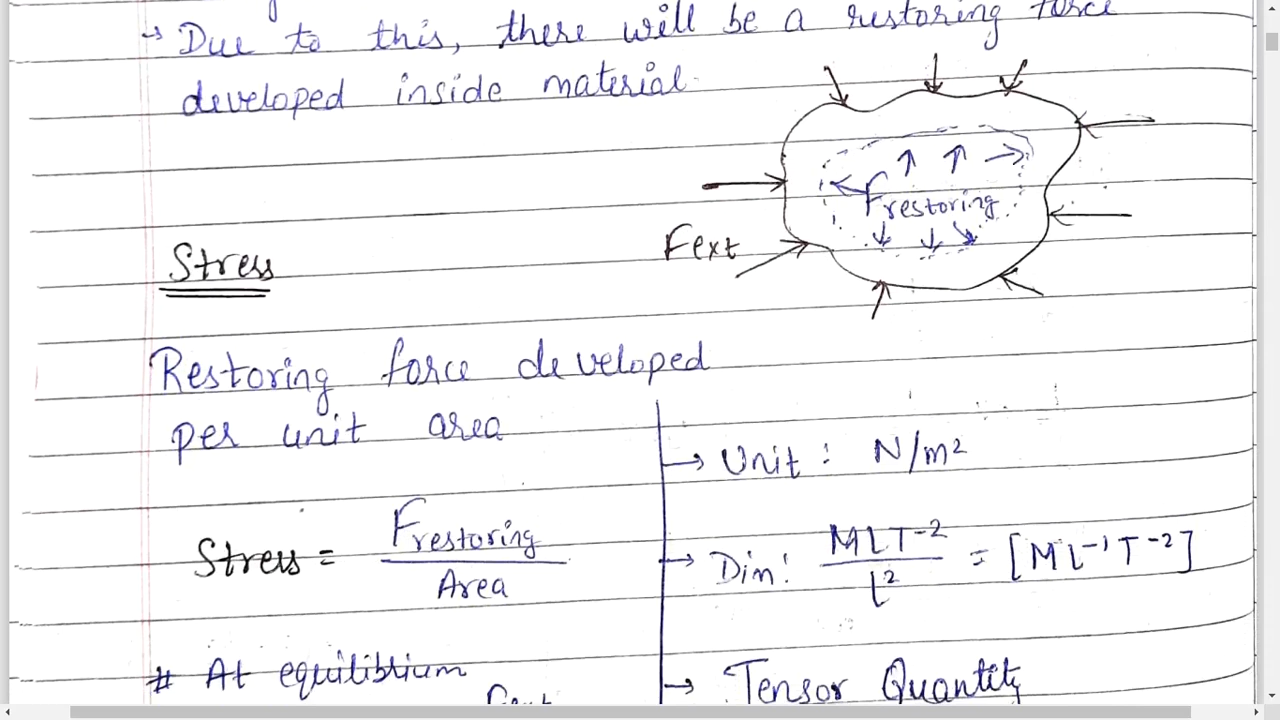 → Due to this, there will be a restoring force
developed inside material
Frestoring
Fext
Stress
Restoring force developed
per unit area
Stress = Frestoring / Area
→ Unit : N/m²
→ Dim: MLT⁻² / L² = [ML⁻¹T⁻²]
# At equilibrium
→ Tensor Quantity